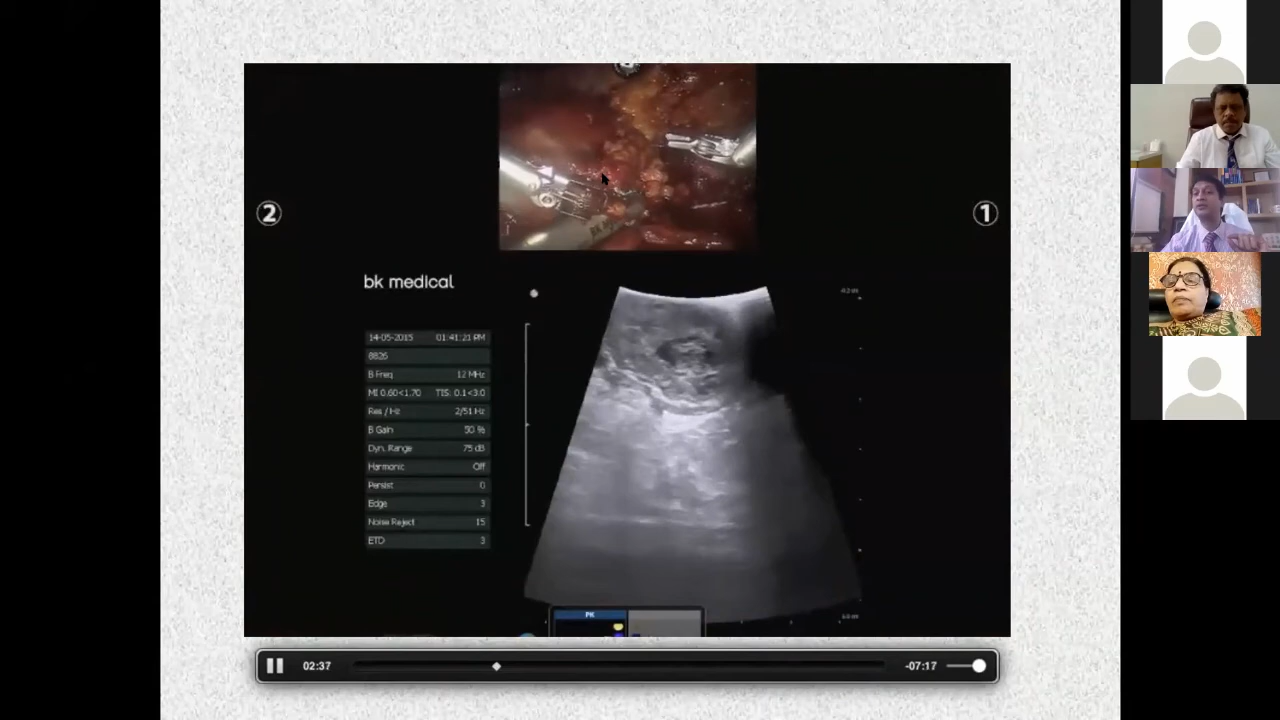 2
1
bk medical
14-05-2015 01:41:21 PM
8826
B Freq 12 MHz
MI 0.60<1.70 TIS: 0.1<3.0
Res / Hz 2/51 Hz
B Gain 50 %
Dyn. Range 75 dB
Harmonic Off
Persist 0
Edge 3
Noise Reject 15
ETD 3
PK
02:37 -07:17